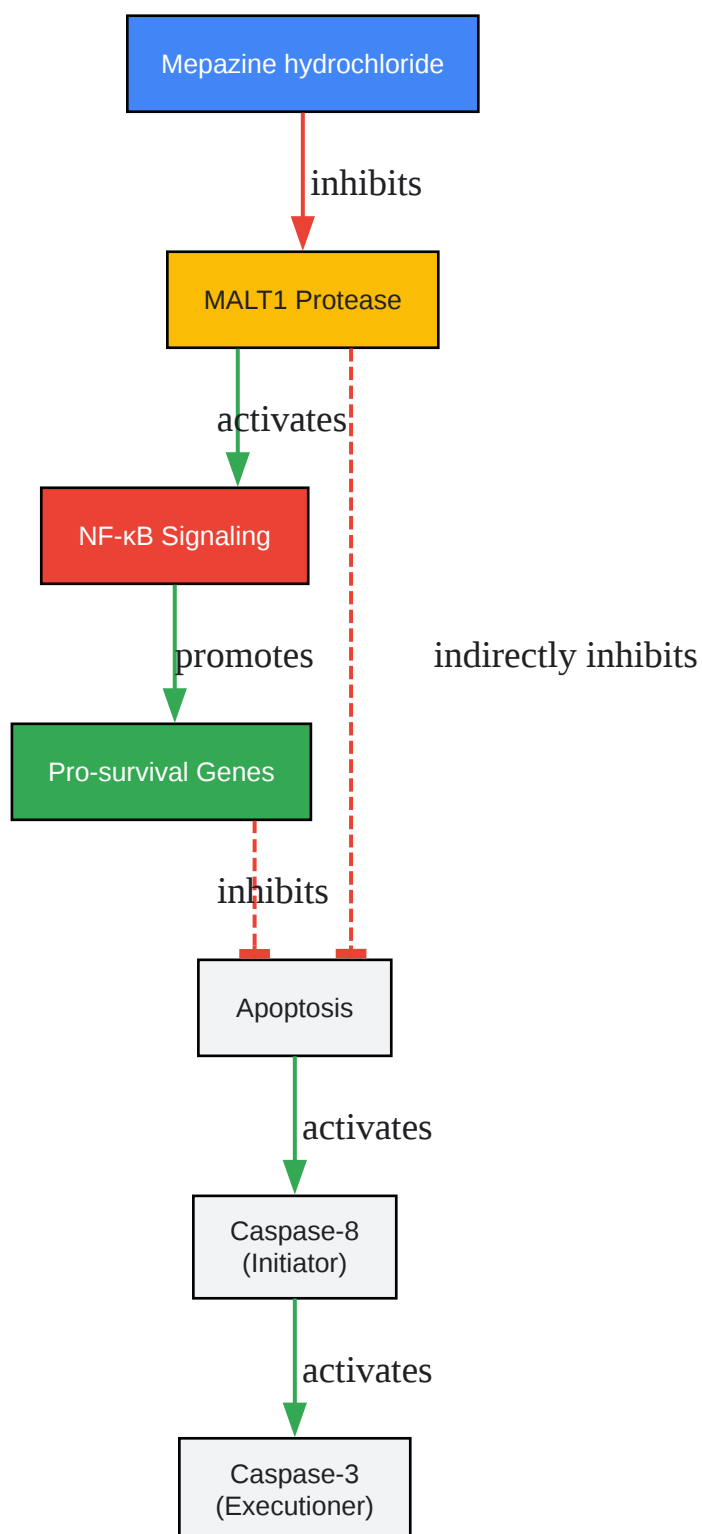 Mepazine hydrochloride
inhibits
MALT1 Protease
activates
NF-κB Signaling
promotes
indirectly inhibits
Pro-survival Genes
inhibits
Apoptosis
activates
Caspase-8
(Initiator)
activates
Caspase-3
(Executioner)